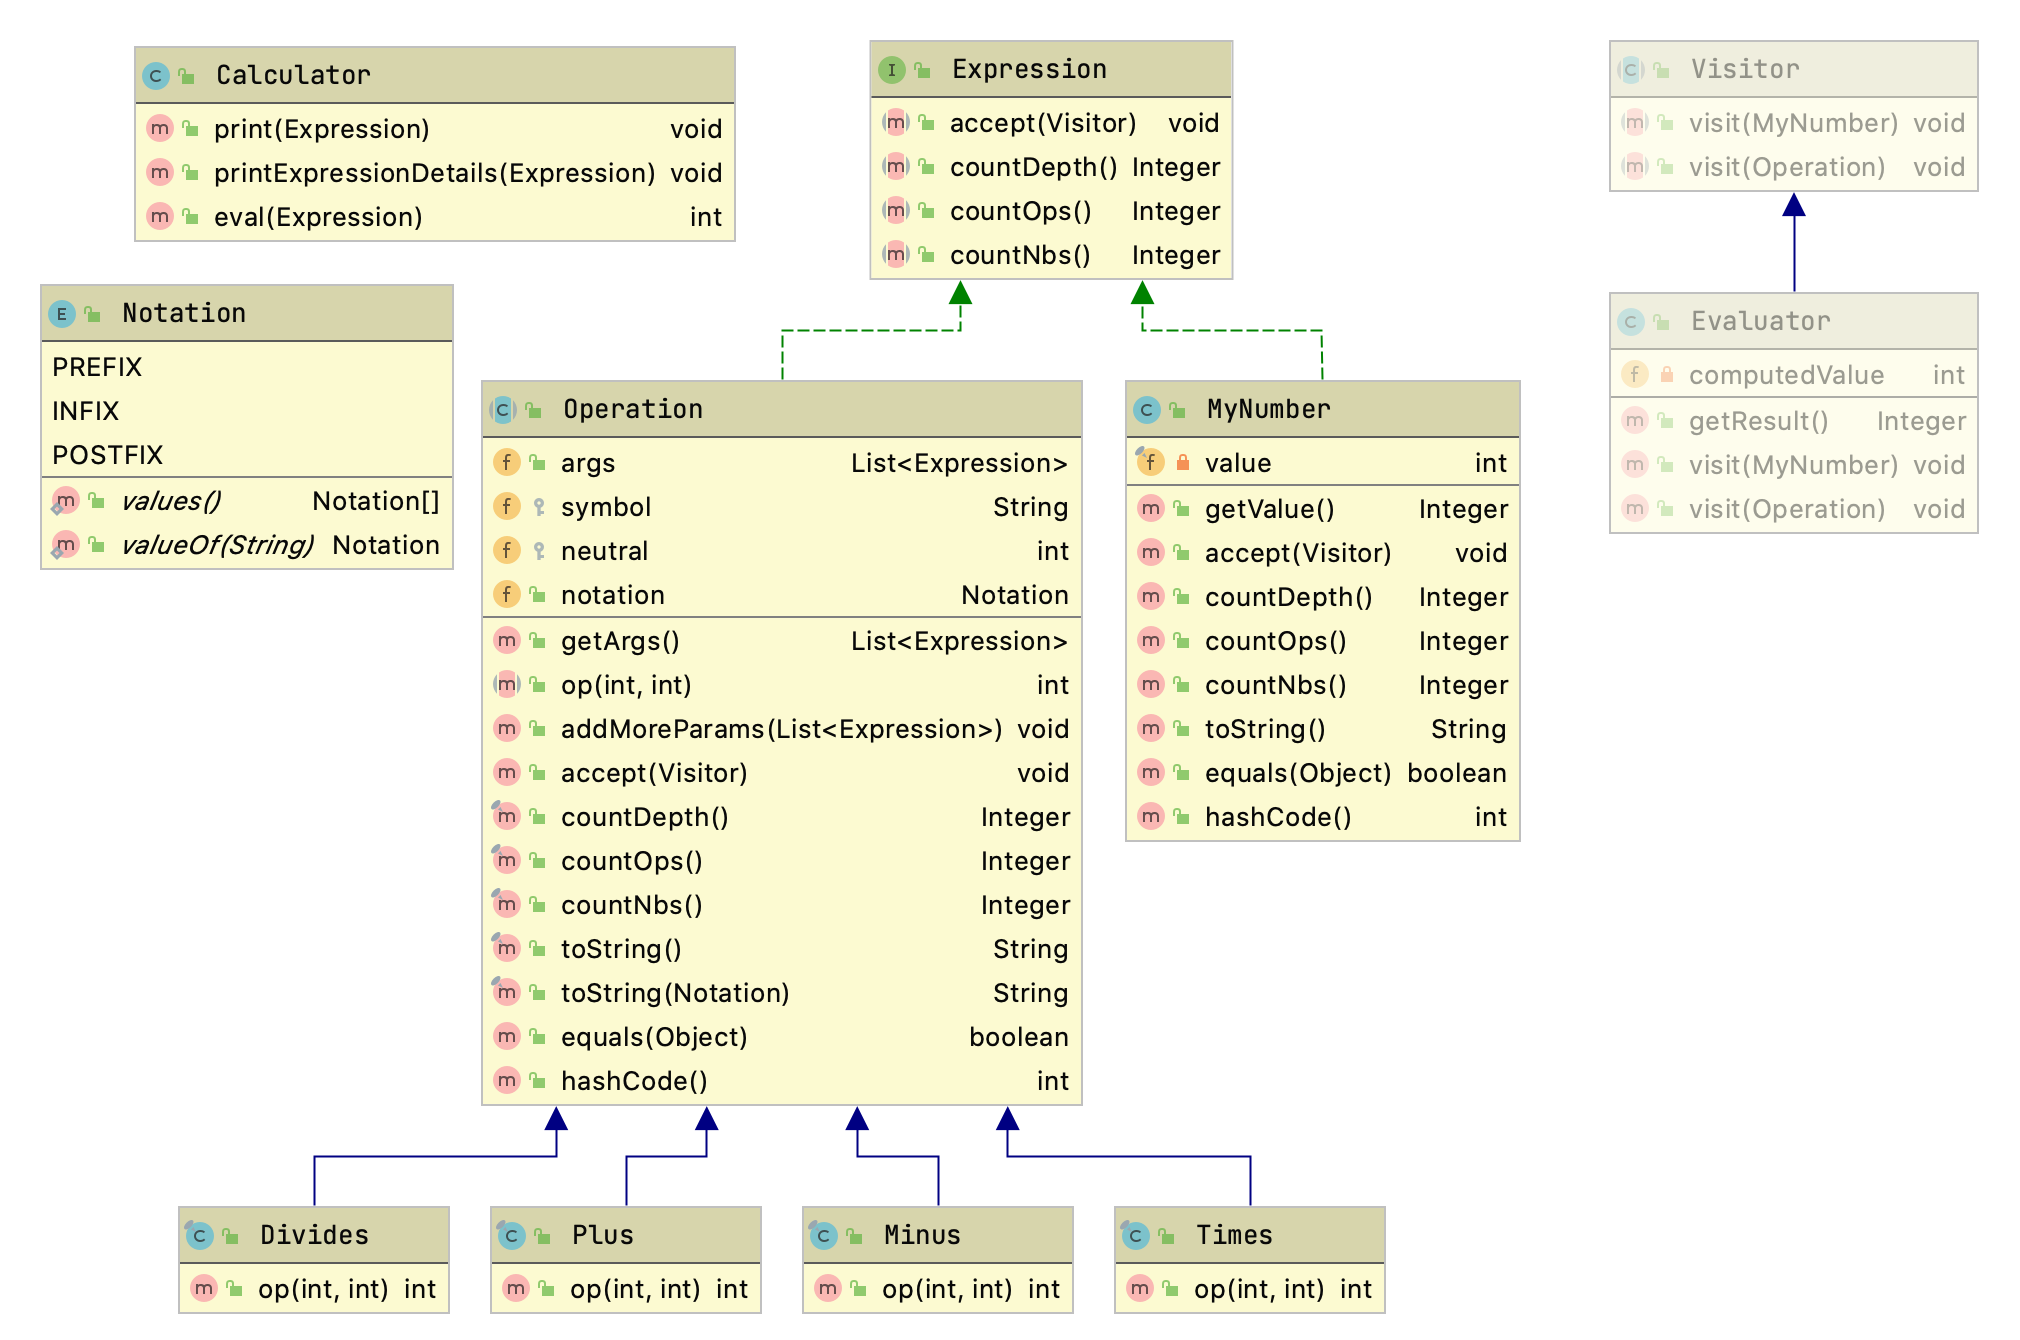 Calculator
print(Expression) void
printExpressionDetails(Expression) void
eval(Expression) int
Notation
PREFIX
INFIX
POSTFIX
values() Notation[]
valueOf(String) Notation
Expression
accept(Visitor) void
countDepth() Integer
countOps() Integer
countNbs() Integer
Operation
args List<Expression>
symbol String
neutral int
notation Notation
getArgs() List<Expression>
op(int, int) int
addMoreParams(List<Expression>) void
accept(Visitor) void
countDepth() Integer
countOps() Integer
countNbs() Integer
toString() String
toString(Notation) String
equals(Object) boolean
hashCode() int
MyNumber
value int
getValue() Integer
accept(Visitor) void
countDepth() Integer
countOps() Integer
countNbs() Integer
toString() String
equals(Object) boolean
hashCode() int
Visitor
visit(MyNumber) void
visit(Operation) void
Evaluator
computedValue int
getResult() Integer
visit(MyNumber) void
visit(Operation) void
Divides
op(int, int) int
Plus
op(int, int) int
Minus
op(int, int) int
Times
op(int, int) int